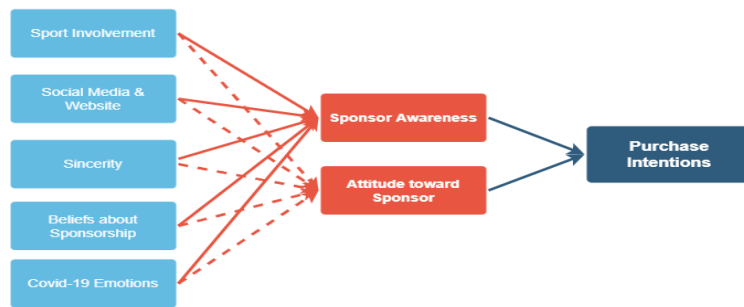 Sport Involvement
Social Media &
Website
Sincerity
Beliefs about
Sponsorship
Covid-19 Emotions
Sponsor Awareness
Attitude toward
Sponsor
Purchase
Intentions